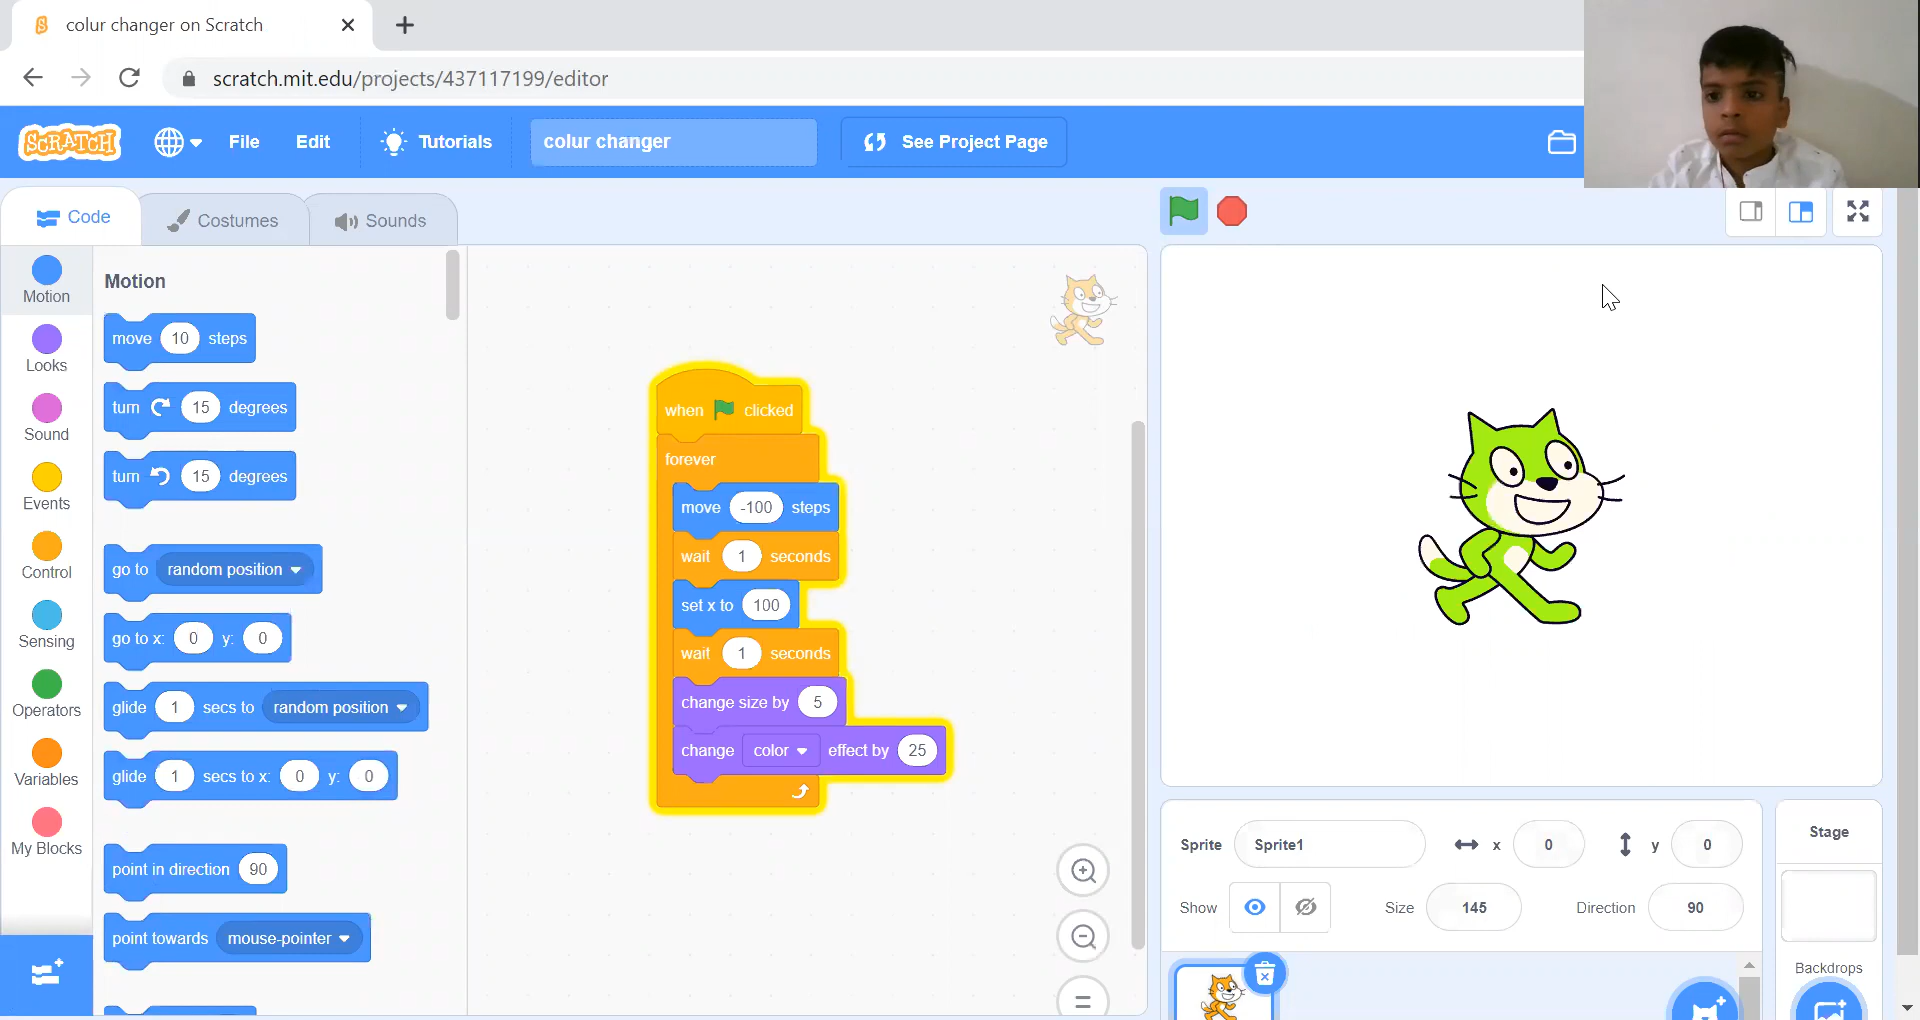 colur changer on Scratch
scratch.mit.edu/projects/437117199/editor
SCRATCH File Edit Tutorials colur changer See Project Page
Code Costumes Sounds
Motion
Looks
Sound
Events
Control
Sensing
Operators
Variables
My Blocks
Motion
move 10 steps
turn 15 degrees
turn 15 degrees
go to random position
go to x: 0 y: 0
glide 1 secs to random position
glide 1 secs to x: 0 y: 0
point in direction 90
point towards mouse-pointer
when clicked
forever
move -100 steps
wait 1 seconds
set x to 100
wait 1 seconds
change size by 5
change color effect by 25
Sprite Sprite1 x 0 y 0
Show Size 145 Direction 90
Stage
Backdrops